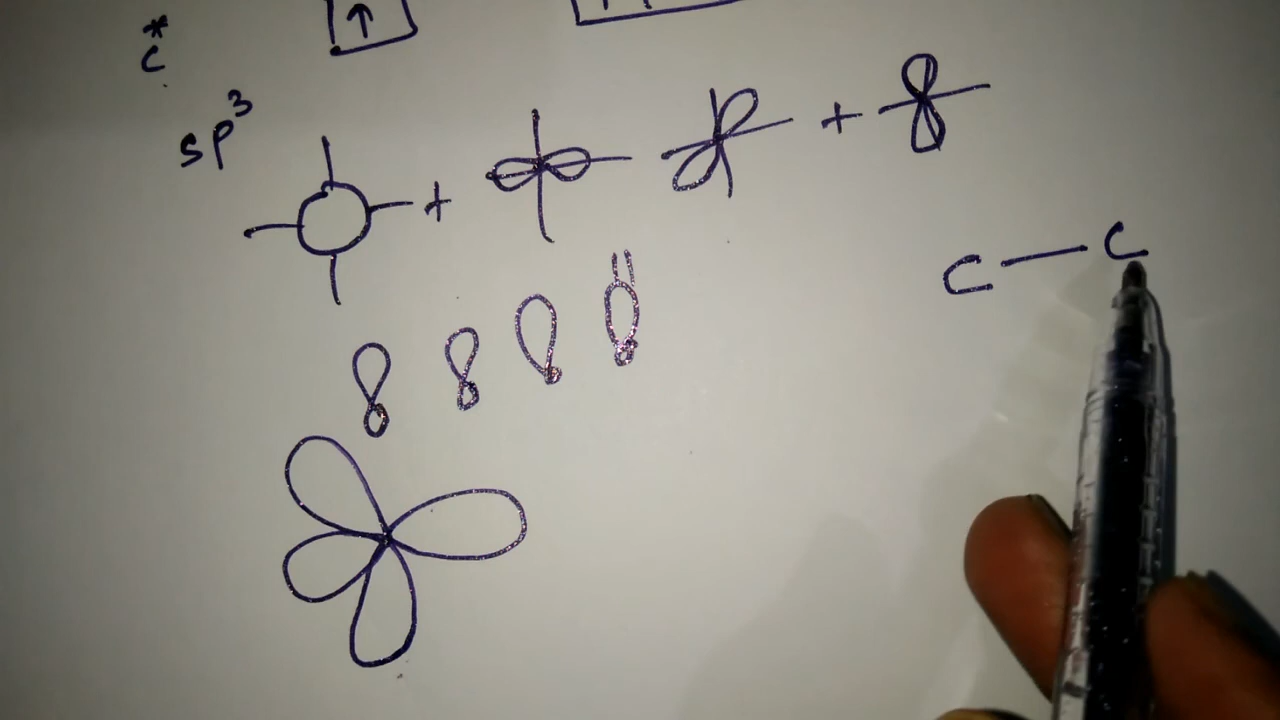 *
C ↑
sp³
+ +
C — C